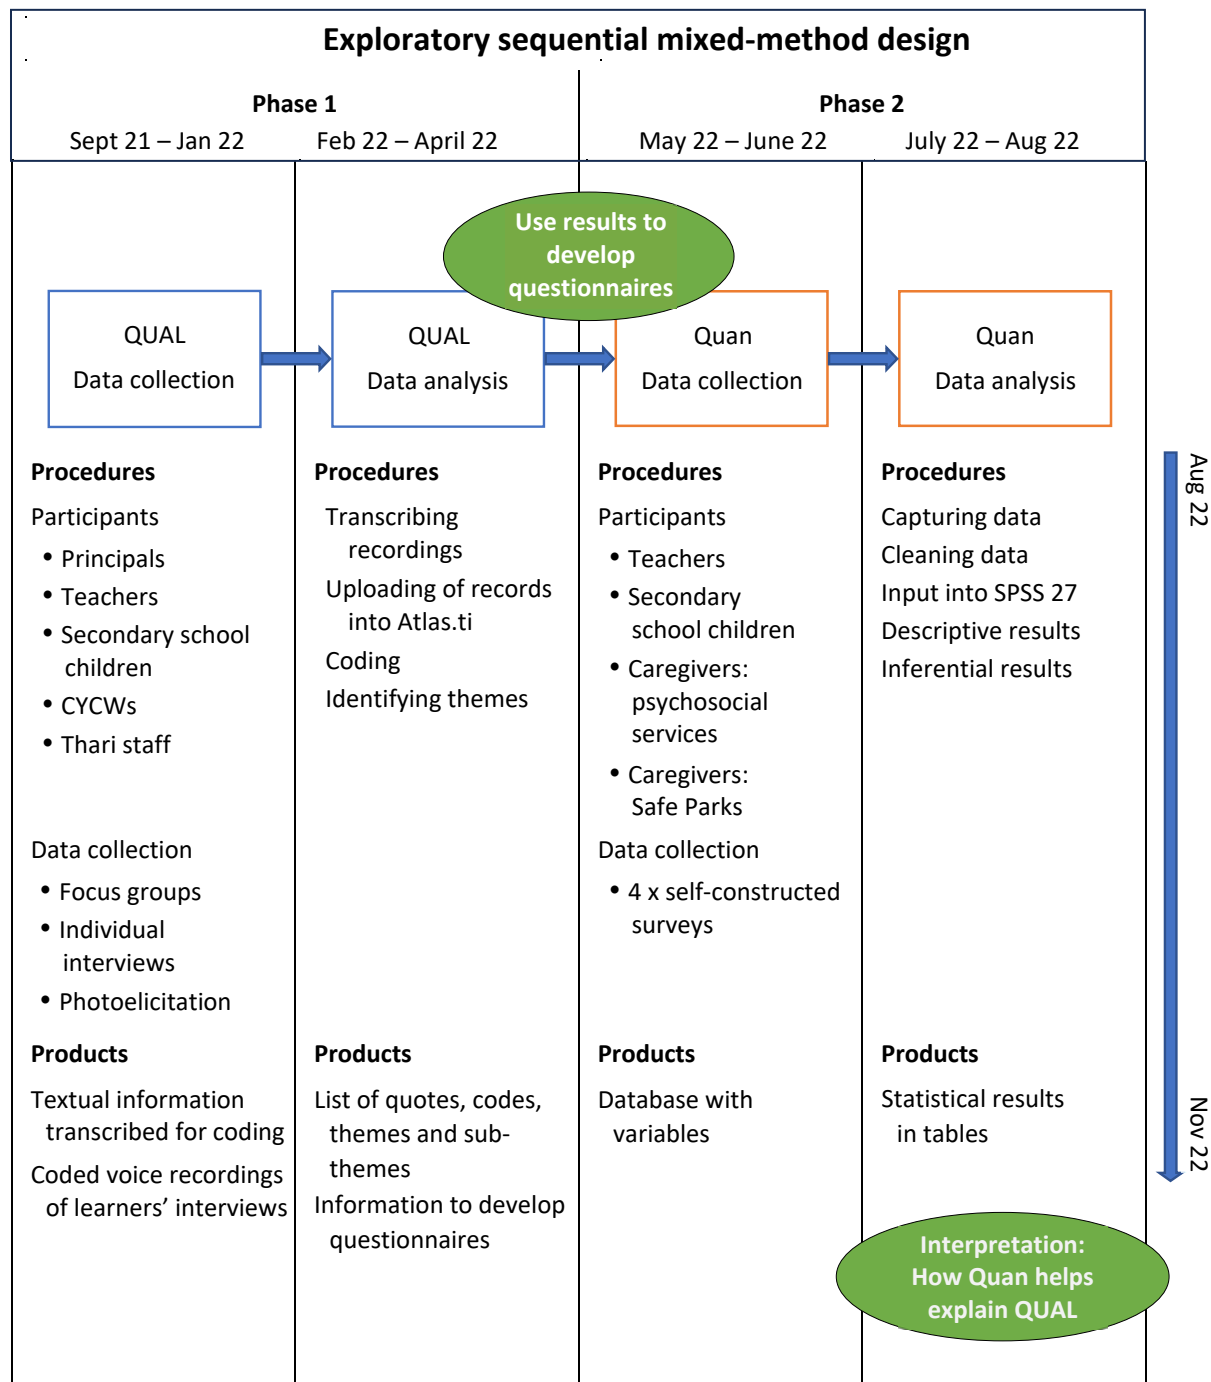 Exploratory sequential mixed-method design
Phase 1
Phase 2
Sept 21 – Jan 22
Feb 22 – April 22
May 22 – June 22
July 22 – Aug 22
Use results to
develop
questionnaires
QUAL
Data collection
QUAL
Data analysis
Quan
Data collection
Quan
Data analysis
Procedures
Participants
• Principals
• Teachers
• Secondary school
children
• CYCWs
• Thari staff
Data collection
• Focus groups
• Individual
interviews
• Photoelicitation
Products
Textual information
transcribed for coding
Coded voice recordings
of learners’ interviews
Procedures
Transcribing
recordings
Uploading of records
into Atlas.ti
Coding
Identifying themes
Products
List of quotes, codes,
themes and sub-
themes
Information to develop
questionnaires
Procedures
Participants
• Teachers
• Secondary
school children
• Caregivers:
psychosocial
services
• Caregivers:
Safe Parks
Data collection
• 4 x self-constructed
surveys
Products
Database with
variables
Procedures
Capturing data
Cleaning data
Input into SPSS 27
Descriptive results
Inferential results
Products
Statistical results
in tables
Aug 22
Nov 22
Interpretation:
How Quan helps
explain QUAL